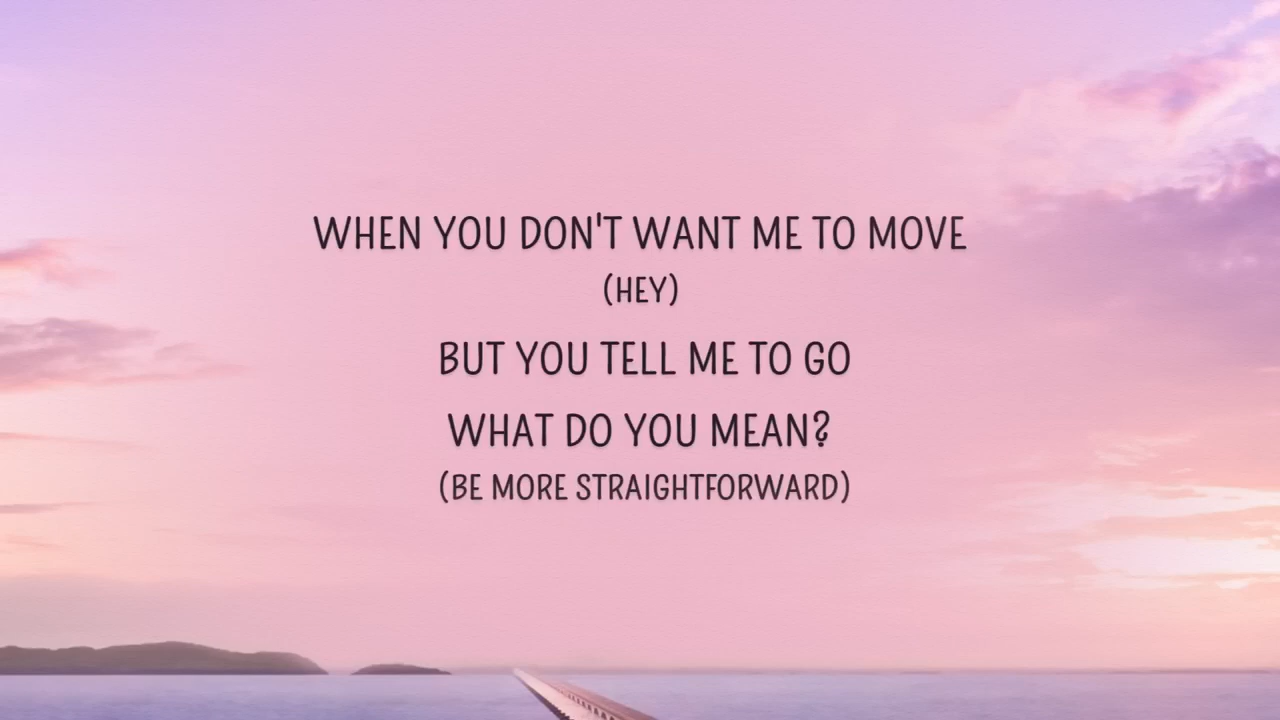 WHEN YOU DON'T WANT ME TO MOVE
(HEY)
BUT YOU TELL ME TO GO
WHAT DO YOU MEAN?
(BE MORE STRAIGHTFORWARD)